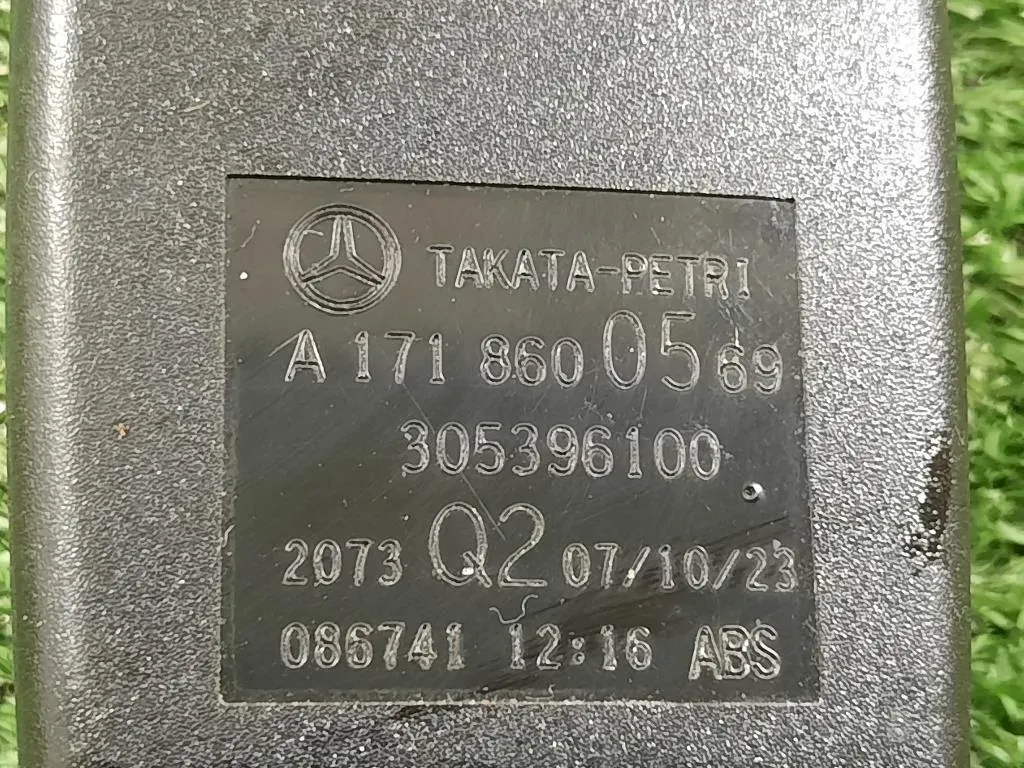 TAKATA-PETRI
A 171 860 05 69
305396100
2073 Q2 07/10/23
086741 12:16 ABS